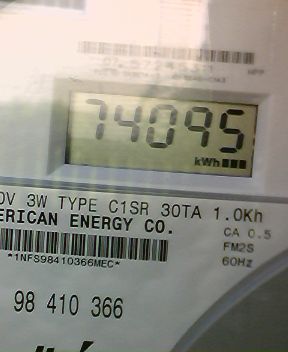 74095
kWh
0V 3W TYPE C1SR 30TA 1.0Kh
ERICAN ENERGY CO.
CA 0.5
FM2S
*1NFS98410366MEC*
60Hz
98 410 366